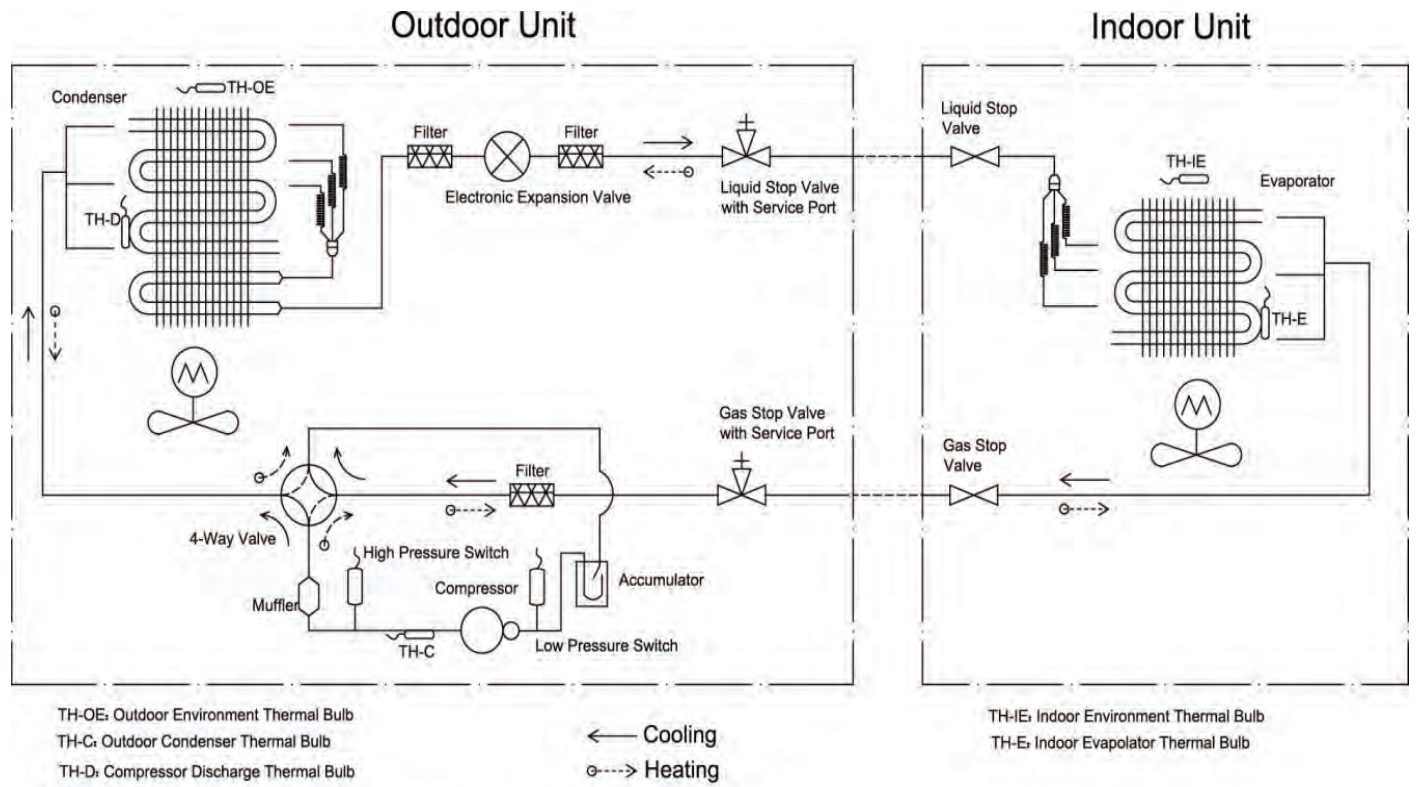 Outdoor Unit
Indoor Unit
Condenser
TH-OE
Filter
Filter
Electronic Expansion Valve
Liquid Stop Valve
with Service Port
Liquid Stop
Valve
TH-IE
Evaporator
TH-D
TH-E
Gas Stop Valve
with Service Port
Gas Stop
Valve
Filter
4-Way Valve
High Pressure Switch
Muffler
Compressor
Accumulator
TH-C
Low Pressure Switch
TH-OE: Outdoor Environment Thermal Bulb
TH-C: Outdoor Condenser Thermal Bulb
TH-D: Compressor Discharge Thermal Bulb
Cooling
Heating
TH-IE: Indoor Environment Thermal Bulb
TH-E: Indoor Evapolator Thermal Bulb